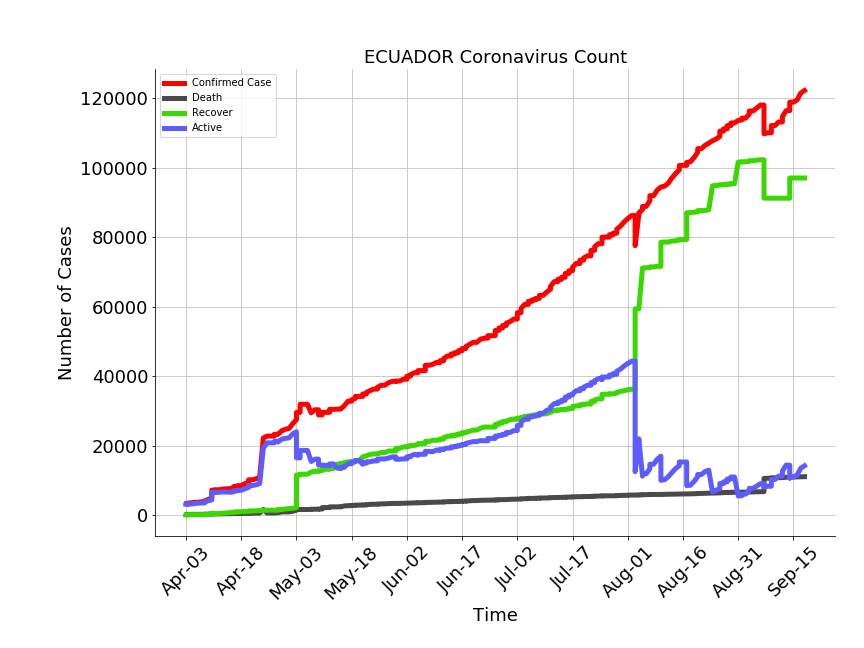 ECUADOR Coronavirus Count
Confirmed Case
Death
Recover
Active
Number of Cases
120000
100000
80000
60000
40000
20000
0
Apr-03
Apr-18
May-03
May-18
Jun-02
Jun-17
Jul-02
Jul-17
Aug-01
Aug-16
Aug-31
Sep-15
Time